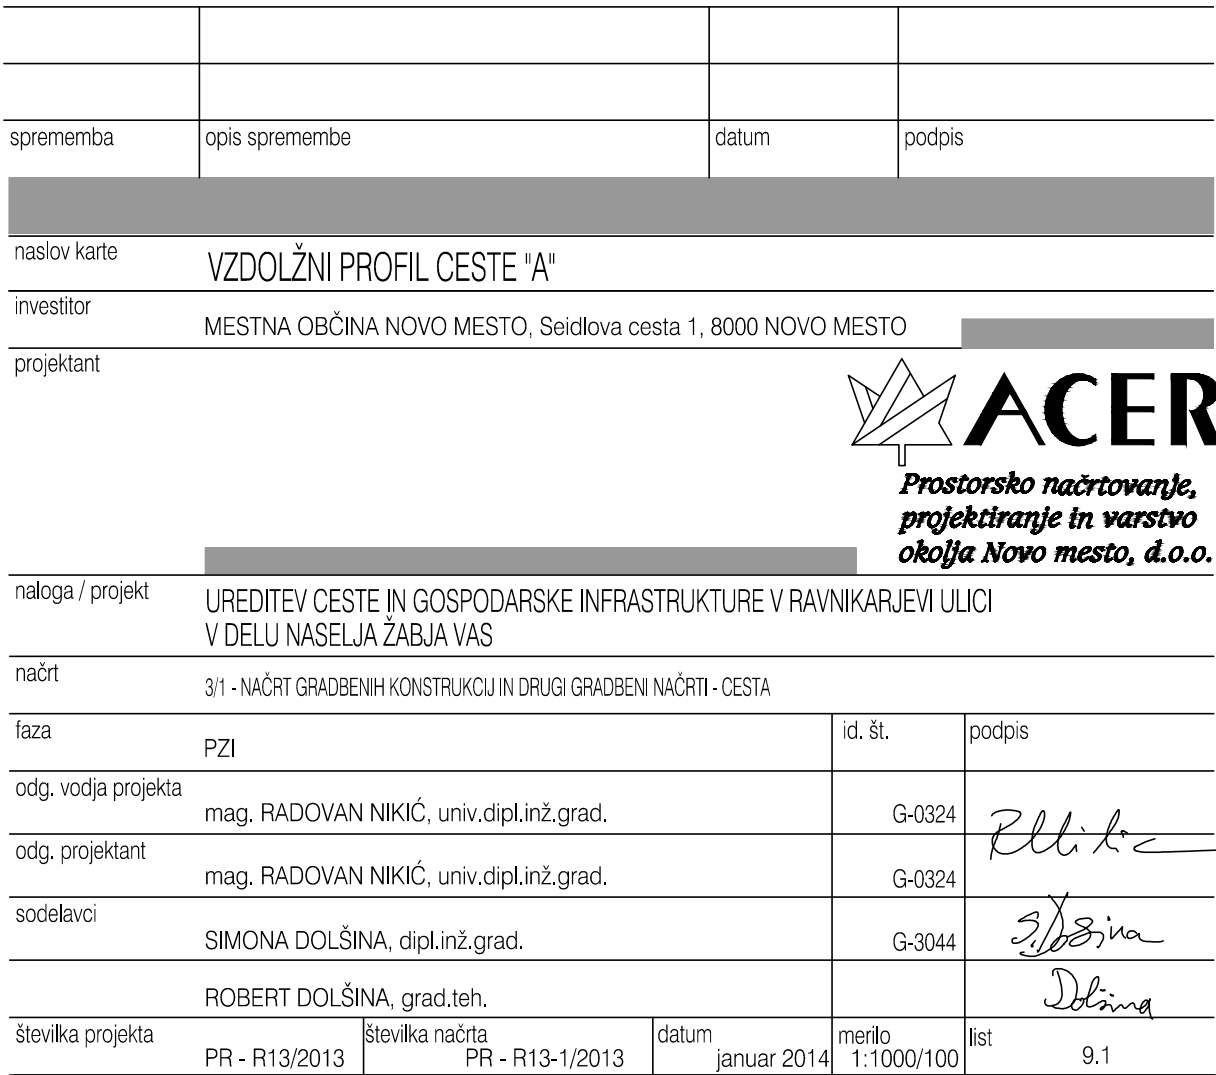 sprememba opis spremembe datum podpis
naslov karte VZDOLŽNI PROFIL CESTE "A"
investitor MESTNA OBČINA NOVO MESTO, Seidlova cesta 1, 8000 NOVO MESTO
projektant
ACER
Prostorsko načrtovanje,
projektiranje in varstvo
okolja Novo mesto, d.o.o.
naloga / projekt UREDITEV CESTE IN GOSPODARSKE INFRASTRUKTURE V RAVNIKARJEVI ULICI
V DELU NASELJA ŽABJA VAS
načrt 3/1 - NAČRT GRADBENIH KONSTRUKCIJ IN DRUGI GRADBENI NAČRTI - CESTA
faza PZI id. št. podpis
odg. vodja projekta mag. RADOVAN NIKIĆ, univ.dipl.inž.grad. G-0324
odg. projektant mag. RADOVAN NIKIĆ, univ.dipl.inž.grad. G-0324
sodelavci SIMONA DOLŠINA, dipl.inž.grad. G-3044
ROBERT DOLŠINA, grad.teh. Dolšina
številka projekta številka načrta datum merilo list
PR - R13/2013 PR - R13-1/2013 januar 2014 1:1000/100 9.1